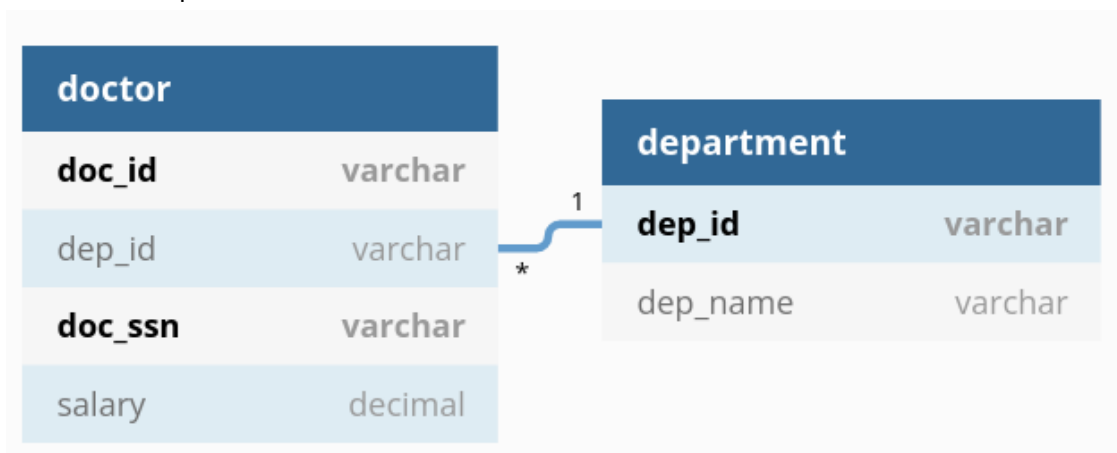 doctor
doc_id varchar
dep_id varchar
doc_ssn varchar
salary decimal
*
1
department
dep_id varchar
dep_name varchar